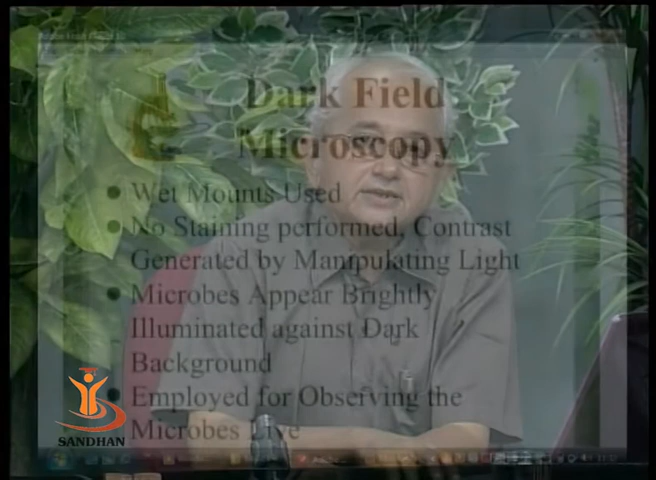 Dark Field
Microscopy
Wet Mounts Used
No Staining performed, Contrast
Generated by Manipulating Light
Microbes Appear Brightly
Illuminated against Dark
Background
Employed for Observing the
Microbes Live
SANDHAN